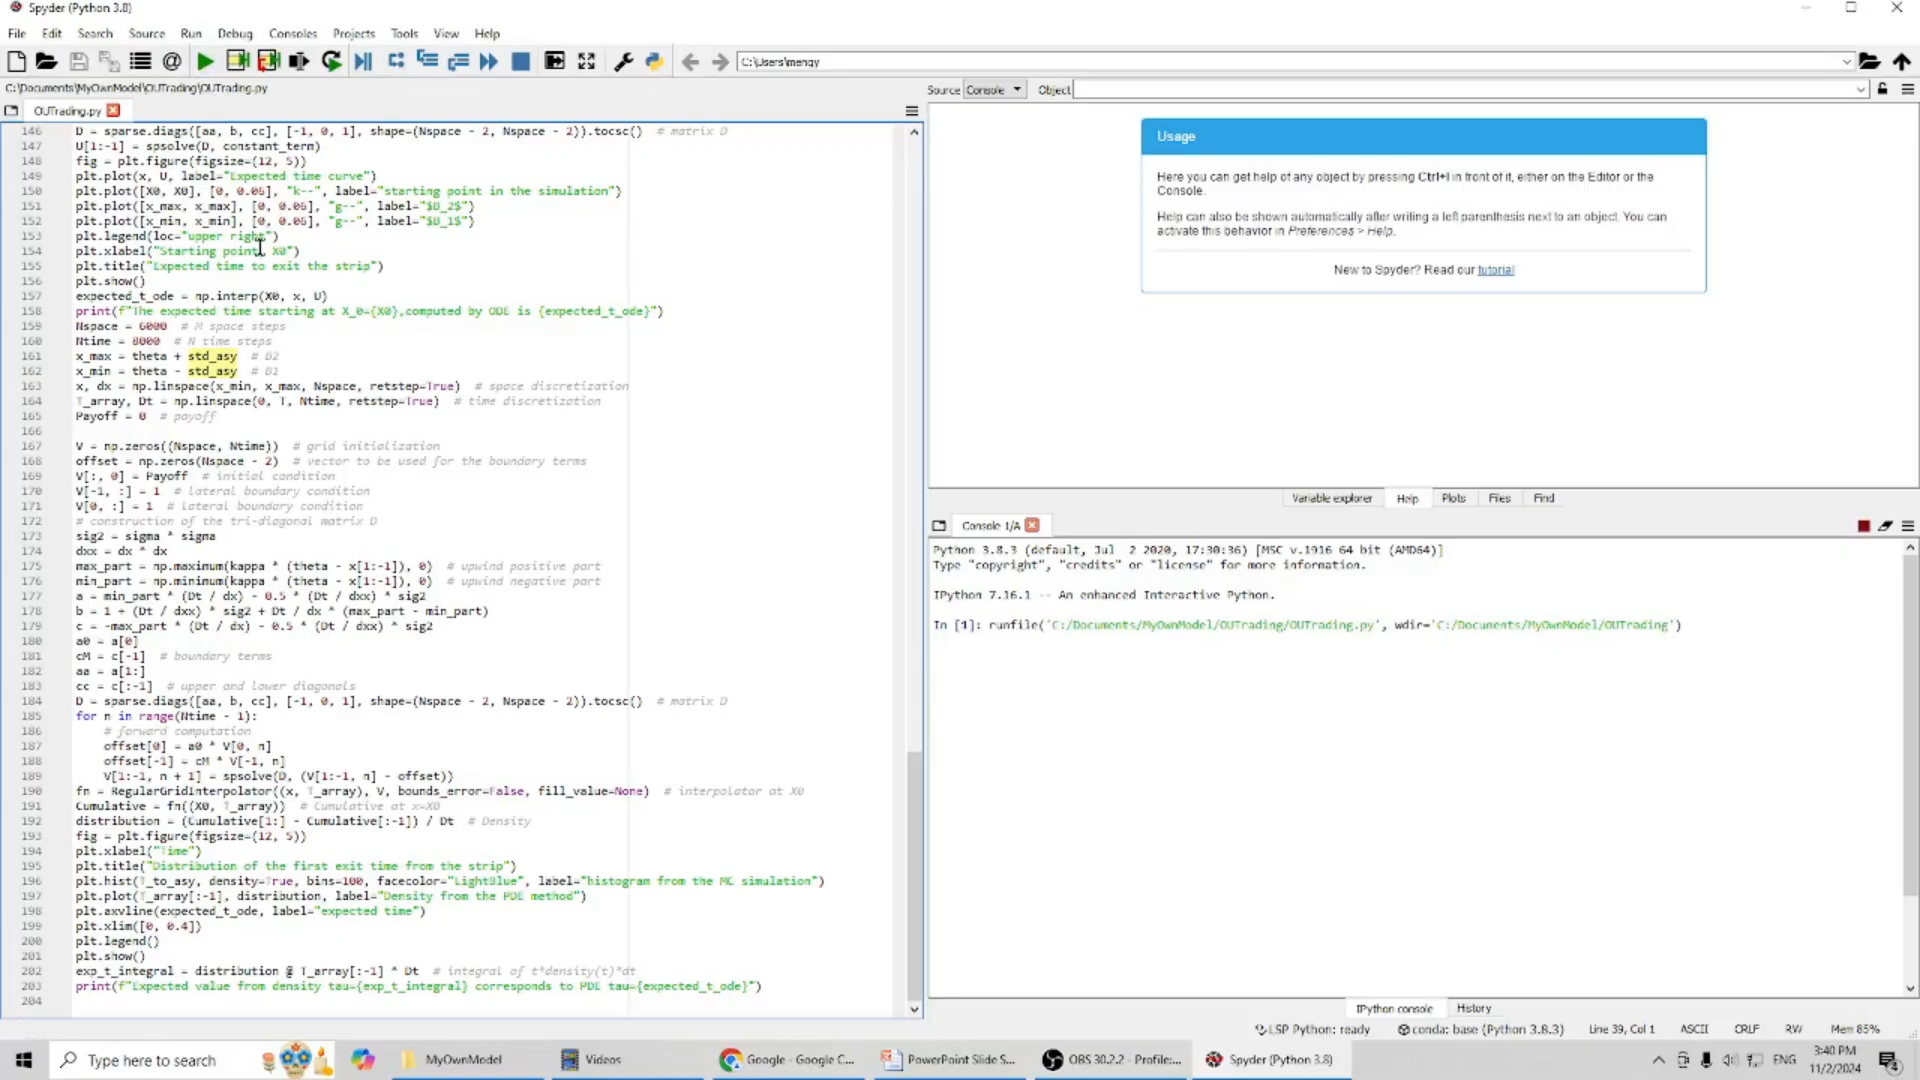 Spyder (Python 3.8)
File Edit Search Source Run Debug Consoles Projects Tools View Help
C:\Users\mengy
C:\Documents\MyOwnModel\OUTrading\OUTrading.py
OUTrading.py
146 D = sparse.diags([aa, b, cc], [-1, 0, 1], shape=(Nspace - 2, Nspace - 2)).tocsc() # matrix D
147 U[1:-1] = spsolve(D, constant_term)
148 fig = plt.figure(figsize=(12, 5))
149 plt.plot(x, U, label="Expected time curve")
150 plt.plot([X0, X0], [0, 0.06], "k--", label="starting point in the simulation")
151 plt.plot([x_max, x_max], [0, 0.06], "g--", label="$B_2$")
152 plt.plot([x_min, x_min], [0, 0.06], "g--", label="$B_1$")
153 plt.legend(loc="upper right")
154 plt.xlabel("Starting point X0")
155 plt.title("Expected time to exit the strip")
156 plt.show()
157 expected_t_ode = np.interp(X0, x, U)
158 print(f"The expected time starting at X_0={X0},computed by ODE is {expected_t_ode}")
159 Nspace = 6000 # M space steps
160 Ntime = 8000 # N time steps
161 x_max = theta + std_asy # B2
162 x_min = theta - std_asy # B1
163 x, dx = np.linspace(x_min, x_max, Nspace, retstep=True) # space discretization
164 T_array, Dt = np.linspace(0, T, Ntime, retstep=True) # time discretization
165 Payoff = 0 # payoff
166
167 V = np.zeros((Nspace, Ntime)) # grid initialization
168 offset = np.zeros(Nspace - 2) # vector to be used for the boundary terms
169 V[:, 0] = Payoff # initial condition
170 V[-1, :] = 1 # lateral boundary condition
171 V[0, :] = 1 # lateral boundary condition
172 # construction of the tri-diagonal matrix D
173 sig2 = sigma * sigma
174 dxx = dx * dx
175 max_part = np.maximum(kappa * (theta - x[1:-1]), 0) # upwind positive part
176 min_part = np.minimum(kappa * (theta - x[1:-1]), 0) # upwind negative part
177 a = min_part * (Dt / dx) - 0.5 * (Dt / dxx) * sig2
178 b = 1 + (Dt / dxx) * sig2 + Dt / dx * (max_part - min_part)
179 c = -max_part * (Dt / dx) - 0.5 * (Dt / dxx) * sig2
180 a0 = a[0]
181 cM = c[-1] # boundary terms
182 aa = a[1:]
183 cc = c[:-1] # upper and lower diagonals
184 D = sparse.diags([aa, b, cc], [-1, 0, 1], shape=(Nspace - 2, Nspace - 2)).tocsc() # matrix D
185 for n in range(Ntime - 1):
186 # forward computation
187 offset[0] = a0 * V[0, n]
188 offset[-1] = cM * V[-1, n]
189 V[1:-1, n + 1] = spsolve(D, (V[1:-1, n] - offset))
190 fn = RegularGridInterpolator((x, T_array), V, bounds_error=False, fill_value=None) # interpolator at X0
191 Cumulative = fn((X0, T_array)) # Cumulative at x=X0
192 distribution = (Cumulative[1:] - Cumulative[:-1]) / Dt # Density
193 fig = plt.figure(figsize=(12, 5))
194 plt.xlabel("Time")
195 plt.title("Distribution of the first exit time from the strip")
196 plt.hist(T_to_asy, density=True, bins=100, facecolor="LightBlue", label="histogram from the MC simulation")
197 plt.plot(T_array[:-1], distribution, label="Density from the PDE method")
198 plt.axvline(expected_t_ode, label="expected time")
199 plt.xlim([0, 0.4])
200 plt.legend()
201 plt.show()
202 exp_t_integral = distribution @ T_array[:-1] * Dt # integral of t*density(t)*dt
203 print(f"Expected value from density tau={exp_t_integral} corresponds to PDE tau={expected_t_ode}")
204
Source Console Object
Usage
Here you can get help of any object by pressing Ctrl+I in front of it, either on the Editor or the
Console.
Help can also be shown automatically after writing a left parenthesis next to an object. You can
activate this behavior in Preferences > Help.
New to Spyder? Read our tutorial
Variable explorer Help Plots Files Find
Console 1/A
Python 3.8.3 (default, Jul 2 2020, 17:30:36) [MSC v.1916 64 bit (AMD64)]
Type "copyright", "credits" or "license" for more information.
IPython 7.16.1 -- An enhanced Interactive Python.
In [1]: runfile('C:/Documents/MyOwnModel/OUTrading/OUTrading.py', wdir='C:/Documents/MyOwnModel/OUTrading')
IPython console History
LSP Python: ready conda: base (Python 3.8.3) Line 39, Col 1 ASCII CRLF RW Mem 85%
Type here to search
MyOwnModel
Videos
Google - Google C...
PowerPoint Slide S...
OBS 30.2.2 - Profile:...
Spyder (Python 3.8)
ENG
3:40 PM
11/2/2024
4